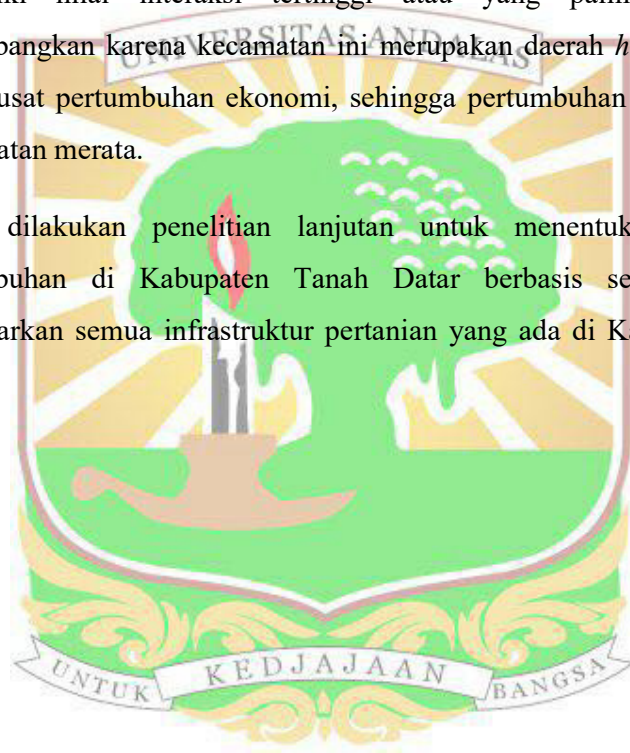 nilai interaksi tertinggi atau yang
bangkan karena kecamatan ini merupakan daerah h
UNIVERSITAS ANDALAS
usat pertumbuhan ekonomi, sehingga pertumbuhan
atan merata.
dilakukan penelitian lanjutan untuk menentuk
buhan di Kabupaten Tanah Datar berbasis se
arkan semua infrastruktur pertanian yang ada di Ka
UNTUK KEDJAJAAN BANGSA